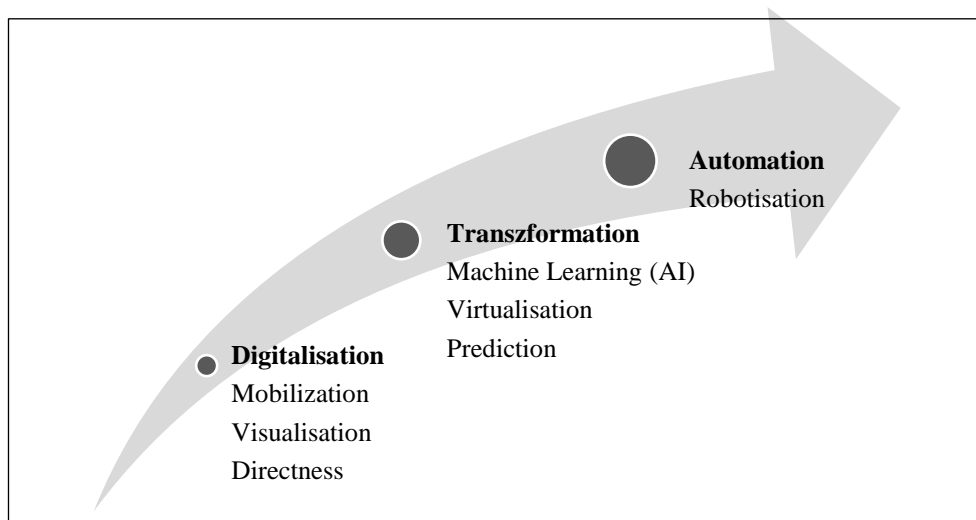 Automation
Robotisation
Transzformation
Machine Learning (AI)
Virtualisation
Prediction
Digitalisation
Mobilization
Visualisation
Directness